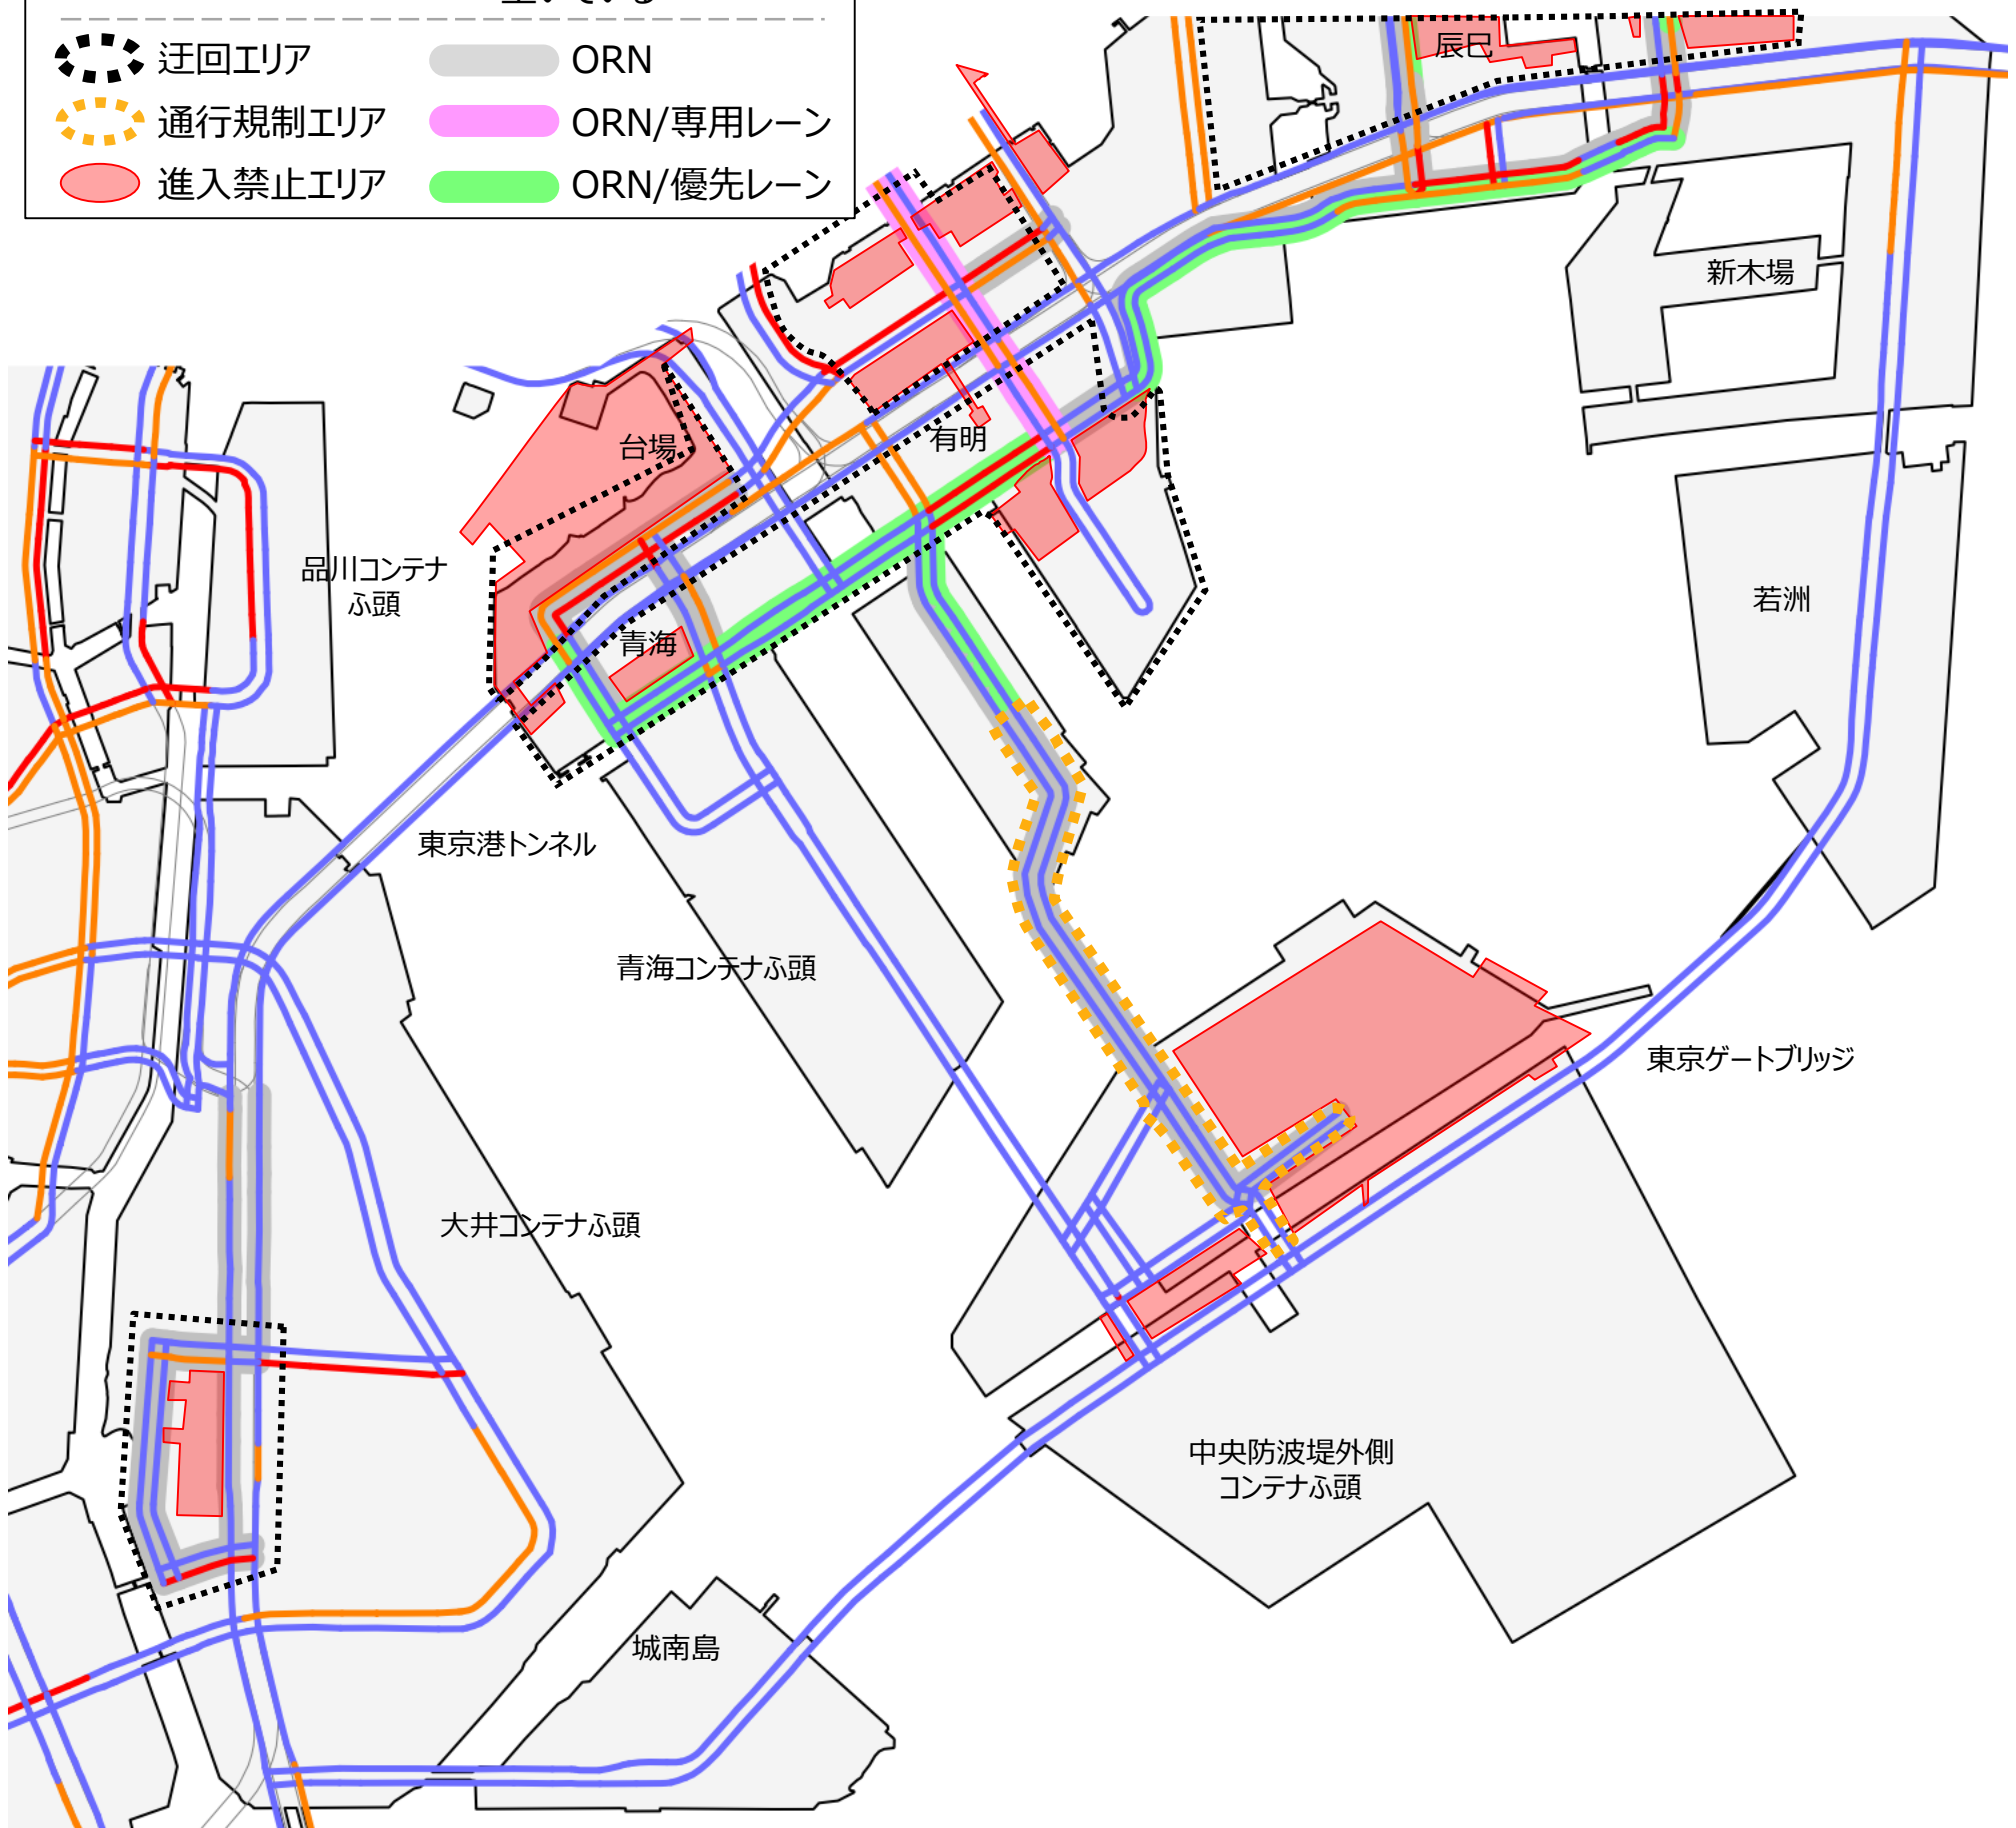 空いている
迂回エリア
ORN
通行規制エリア
ORN/専用レーン
進入禁止エリア
ORN/優先レーン
辰巳
新木場
台場
有明
品川コンテナ
ふ頭
青海
若洲
東京港トンネル
青海コンテナふ頭
東京ゲートブリッジ
大井コンテナふ頭
中央防波堤外側
コンテナふ頭
城南島